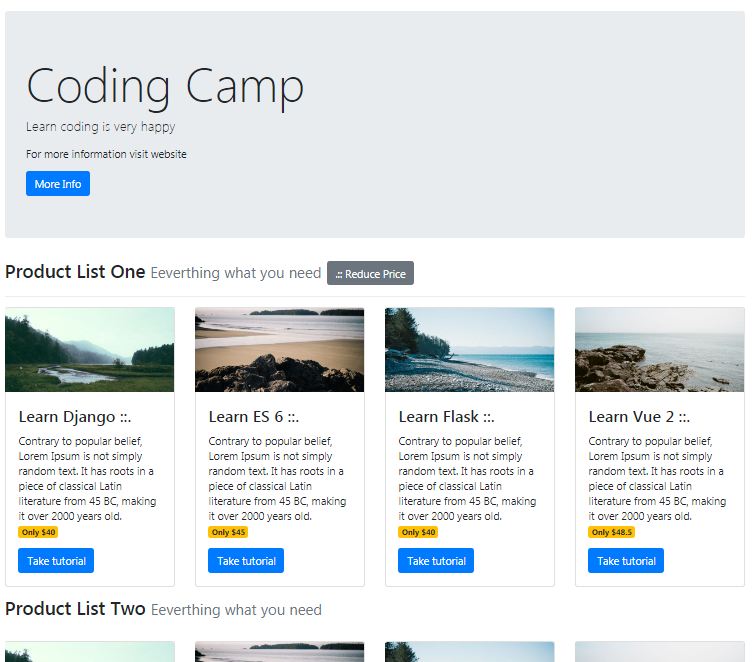 Coding Camp
Learn coding is very happy
For more information visit website
More Info
Product List One Eeverthing what you need .:: Reduce Price
Learn Django ::.
Contrary to popular belief,
Lorem Ipsum is not simply
random text. It has roots in a
piece of classical Latin
literature from 45 BC, making
it over 2000 years old.
Only $40
Take tutorial
Learn ES 6 ::.
Contrary to popular belief,
Lorem Ipsum is not simply
random text. It has roots in a
piece of classical Latin
literature from 45 BC, making
it over 2000 years old.
Only $45
Take tutorial
Learn Flask ::.
Contrary to popular belief,
Lorem Ipsum is not simply
random text. It has roots in a
piece of classical Latin
literature from 45 BC, making
it over 2000 years old.
Only $40
Take tutorial
Learn Vue 2 ::.
Contrary to popular belief,
Lorem Ipsum is not simply
random text. It has roots in a
piece of classical Latin
literature from 45 BC, making
it over 2000 years old.
Only $48.5
Take tutorial
Product List Two Eeverthing what you need